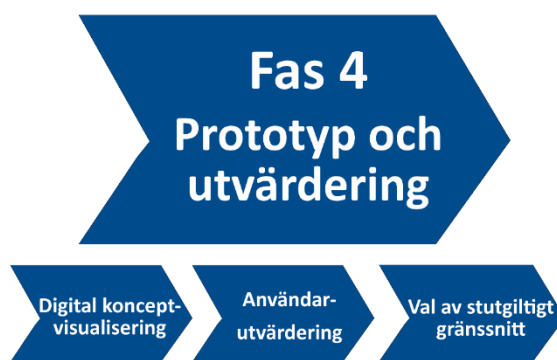 Fas 4
Prototyp och
utvärdering
Digital koncept-
visualisering
Användar-
utvärdering
Val av stutgiltigt
gränssnitt